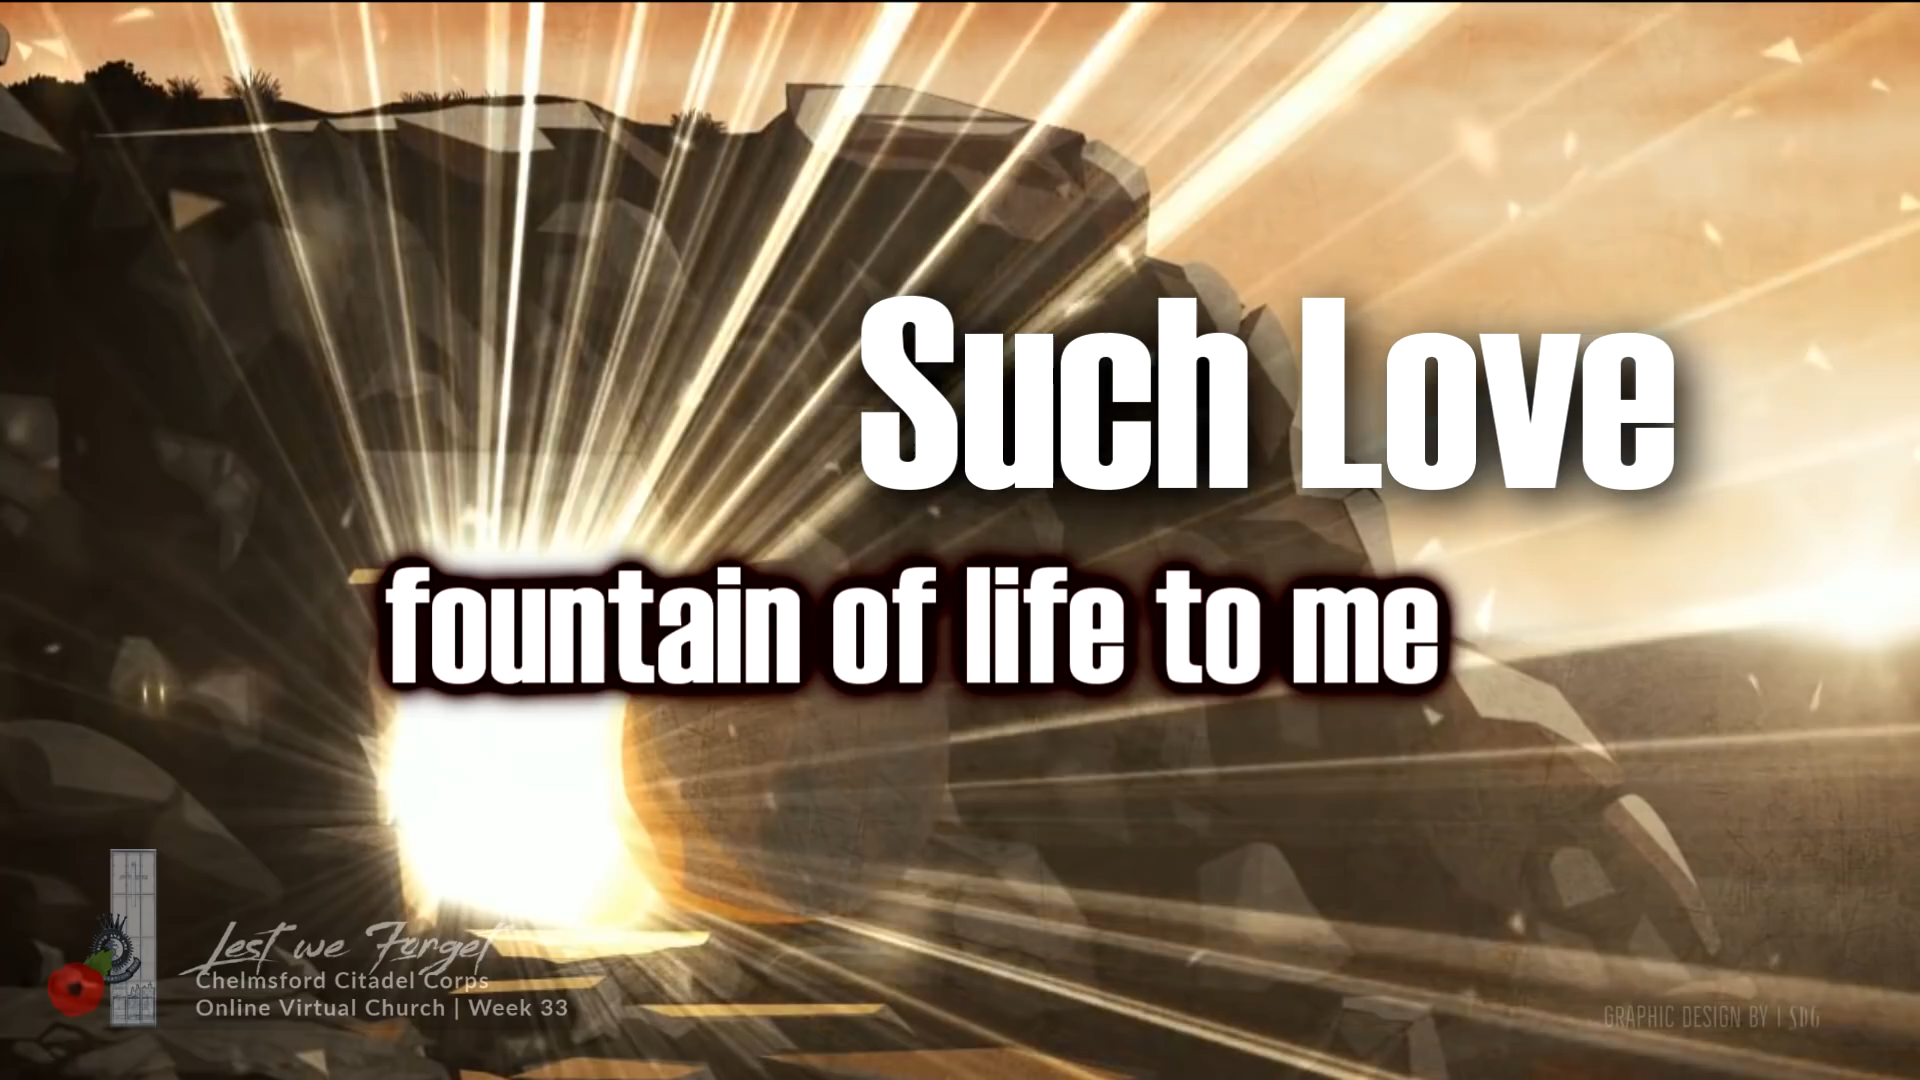 Such Love
fountain of life to me
Lest we Forget
Chelmsford Citadel Corps
Online Virtual Church | Week 33
GRAPHIC DESIGN BY I SDG